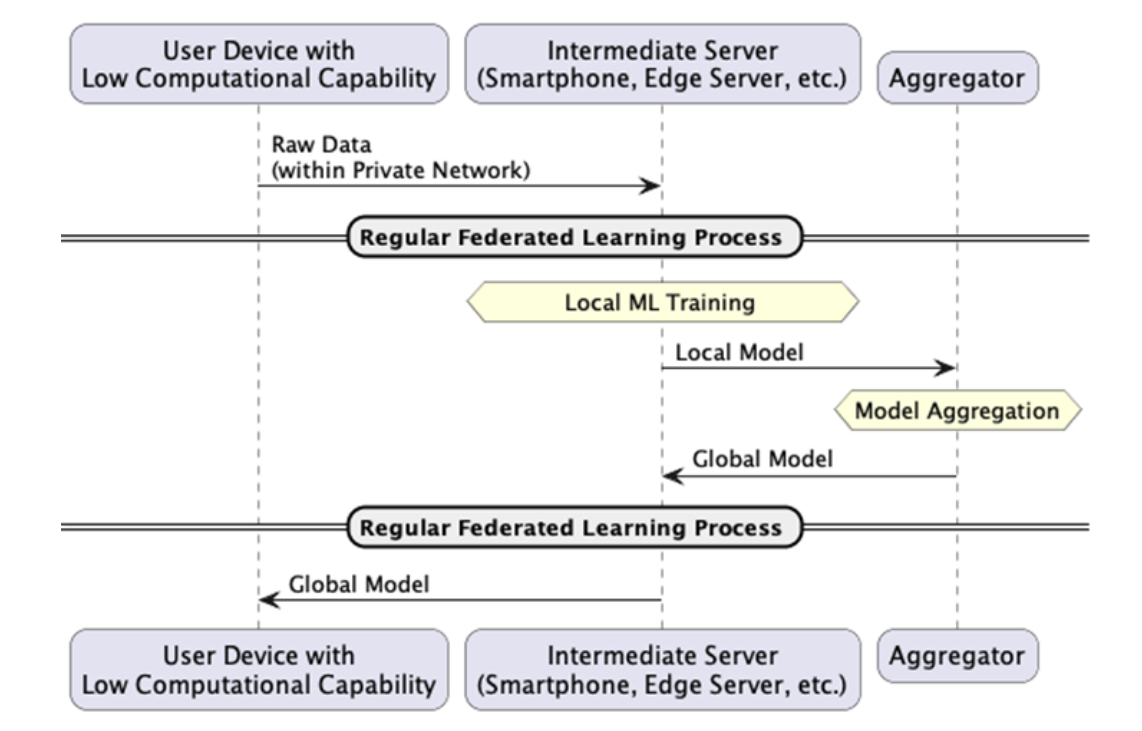 User Device with
Low Computational Capability
Intermediate Server
(Smartphone, Edge Server, etc.)
Aggregator
Raw Data
(within Private Network)
Regular Federated Learning Process
Local ML Training
Local Model
Model Aggregation
Global Model
Regular Federated Learning Process
Global Model
User Device with
Low Computational Capability
Intermediate Server
(Smartphone, Edge Server, etc.)
Aggregator